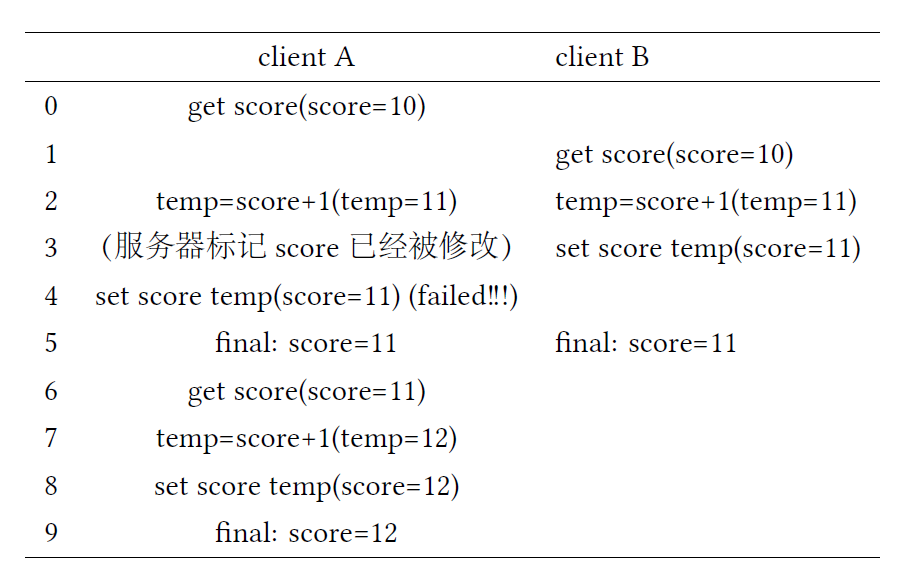 client A client B
0 get score(score=10)
1 get score(score=10)
2 temp=score+1(temp=11) temp=score+1(temp=11)
3 （服务器标记 score 已经被修改） set score temp(score=11)
4 set score temp(score=11) (failed!!!)
5 final: score=11 final: score=11
6 get score(score=11)
7 temp=score+1(temp=12)
8 set score temp(score=12)
9 final: score=12